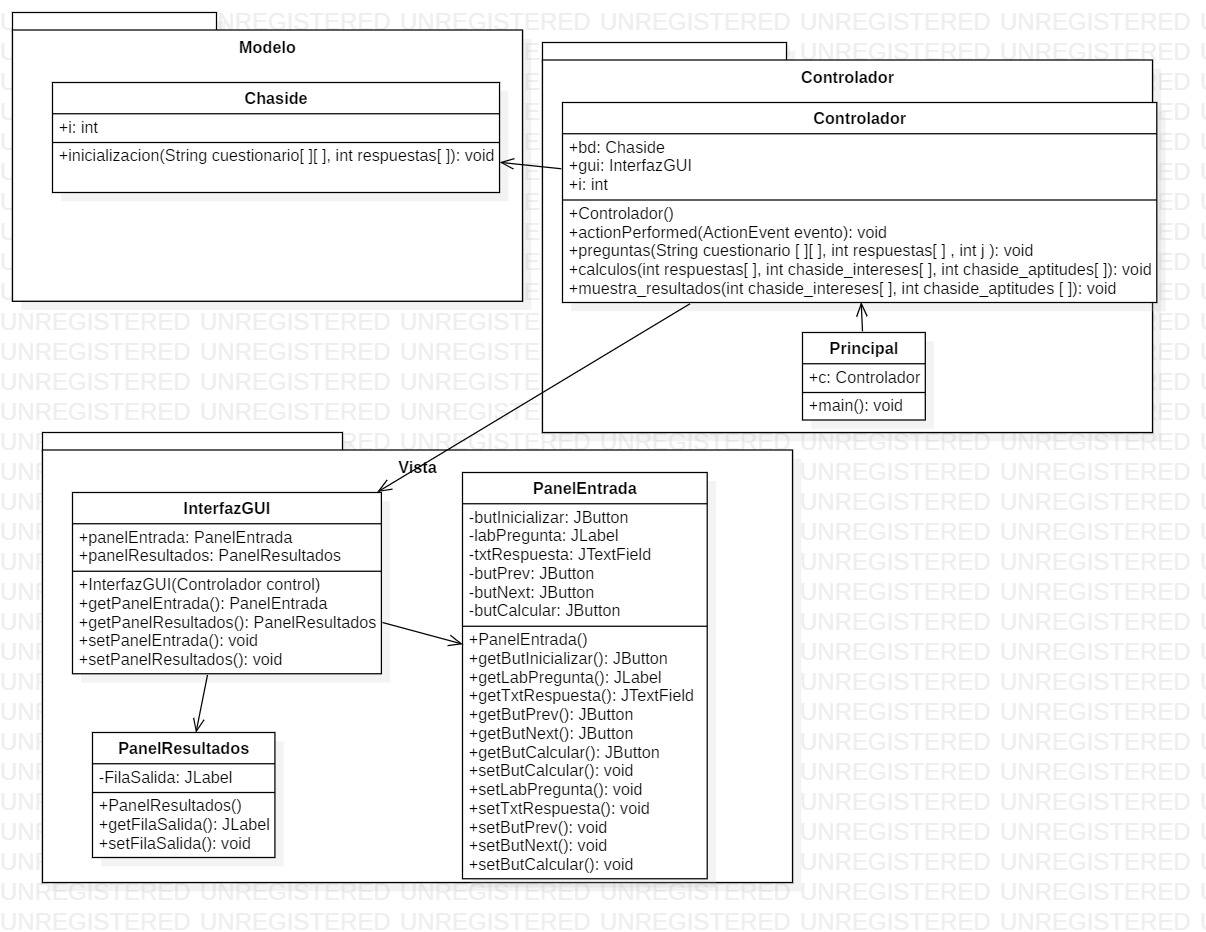 Modelo
Chaside
+i: int
+inicializacion(String cuestionario[ ][ ], int respuestas[ ]): void
Controlador
Controlador
+bd: Chaside
+gui: InterfazGUI
+i: int
+Controlador()
+actionPerformed(ActionEvent evento): void
+preguntas(String cuestionario [ ][ ], int respuestas[ ] , int j ): void
+calculos(int respuestas[ ], int chaside_intereses[ ], int chaside_aptitudes[ ]): void
+muestra_resultados(int chaside_intereses[ ], int chaside_aptitudes [ ]): void
Principal
+c: Controlador
+main(): void
Vista
InterfazGUI
+panelEntrada: PanelEntrada
+panelResultados: PanelResultados
+InterfazGUI(Controlador control)
+getPanelEntrada(): PanelEntrada
+getPanelResultados(): PanelResultados
+setPanelEntrada(): void
+setPanelResultados(): void
PanelEntrada
-butInicializar: JButton
-labPregunta: JLabel
-txtRespuesta: JTextField
-butPrev: JButton
-butNext: JButton
-butCalcular: JButton
+PanelEntrada()
+getButInicializar(): JButton
+getLabPregunta(): JLabel
+getTxtRespuesta(): JTextField
+getButPrev(): JButton
+getButNext(): JButton
+getButCalcular(): JButton
+setButCalcular(): void
+setLabPregunta(): void
+setTxtRespuesta(): void
+setButPrev(): void
+setButNext(): void
+setButCalcular(): void
PanelResultados
-FilaSalida: JLabel
+PanelResultados()
+getFilaSalida(): JLabel
+setFilaSalida(): void
UNREGISTERED